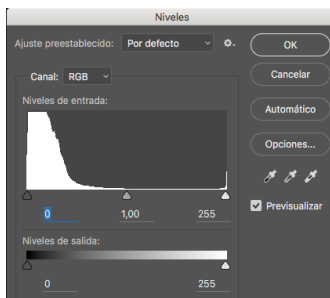 Niveles
Ajuste preestablecido: Por defecto
OK
Canal: RGB
Cancelar
Niveles de entrada:
Automático
Opciones...
0 1,00 255
Previsualizar
Niveles de salida:
0 255